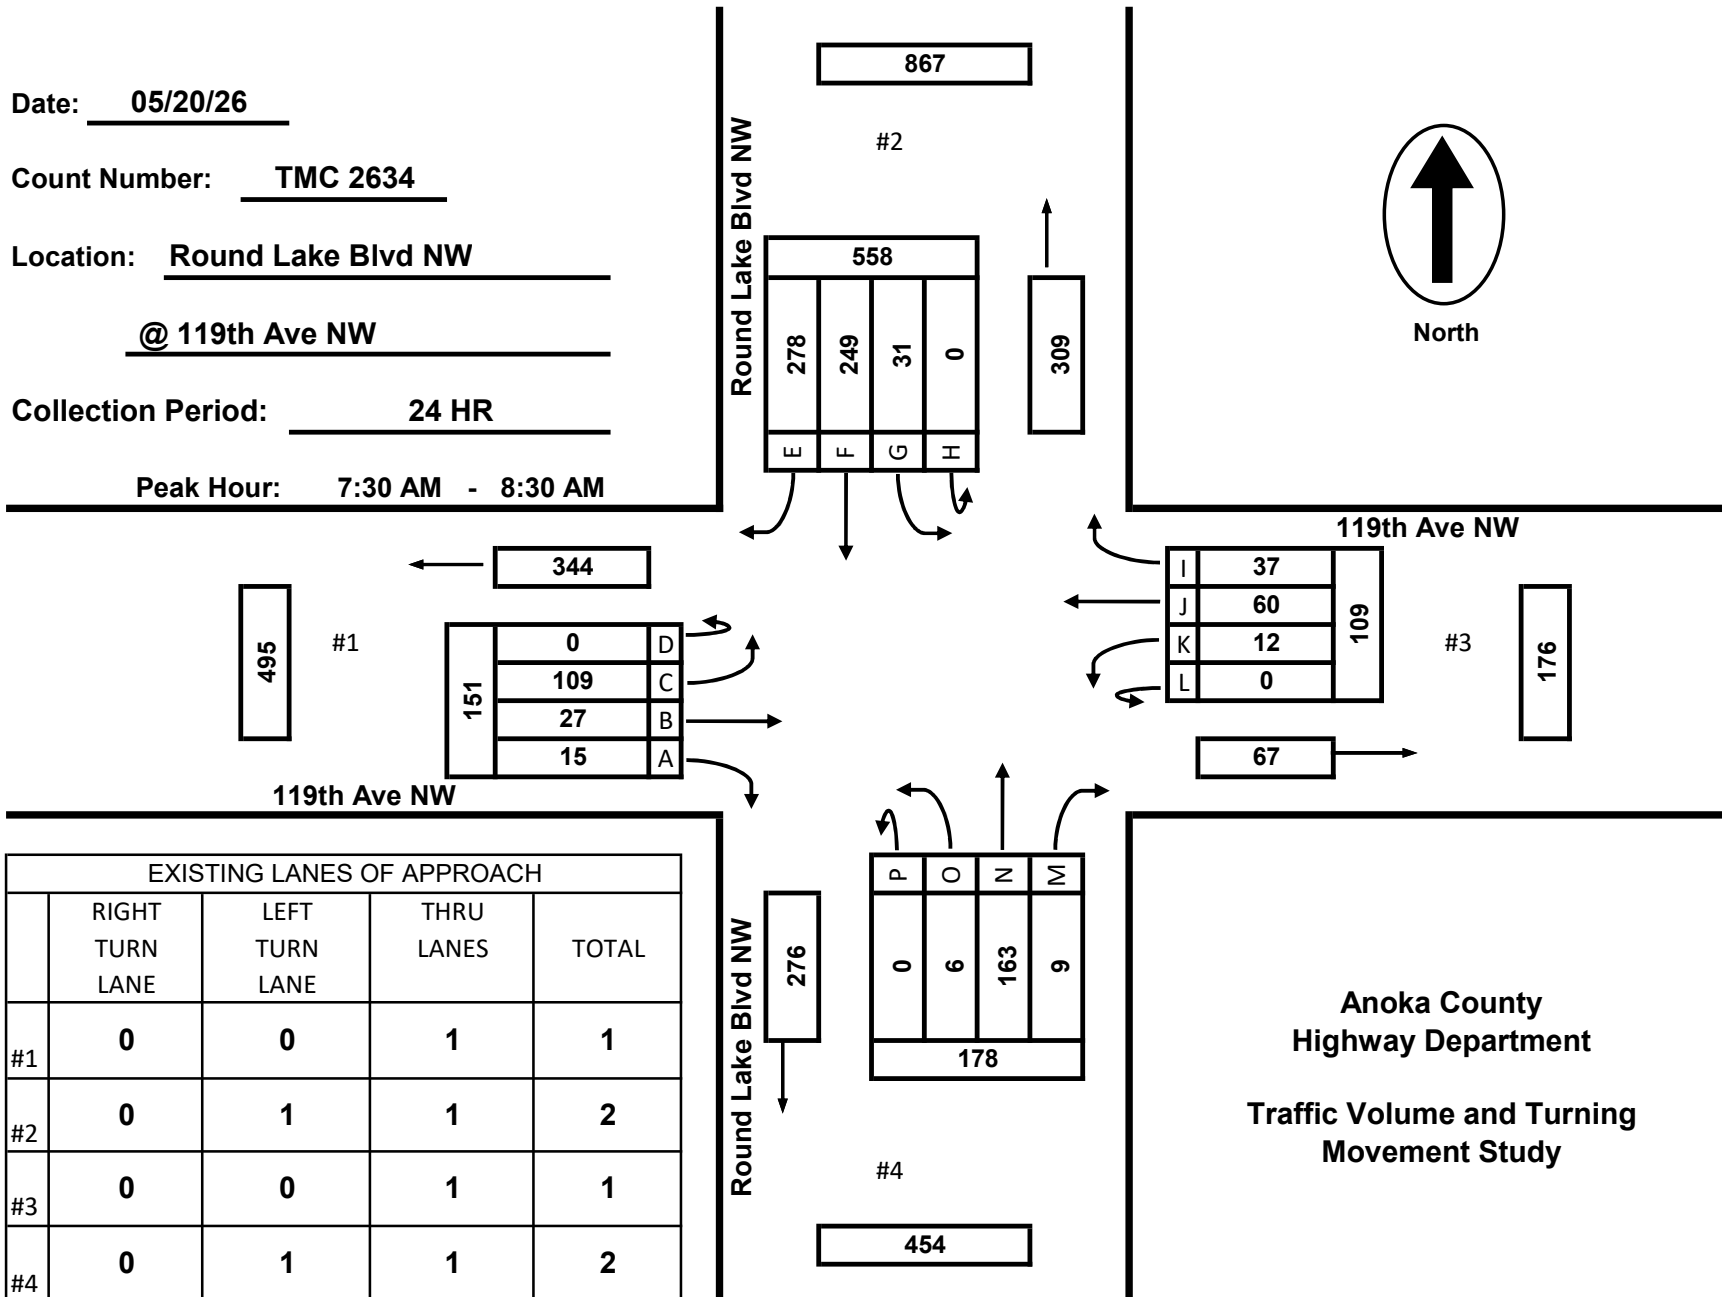 Date: 05/20/26
Count Number: TMC 2634
Location: Round Lake Blvd NW
@ 119th Ave NW
Collection Period: 24 HR
Peak Hour: 7:30 AM - 8:30 AM
867
#2
Round Lake Blvd NW
558
278 249 31 0
E F G H
309
North
119th Ave NW
344
495
#1
151
0 D
109 C
27 B
15 A
119th Ave NW
I 37
J 60
K 12
L 0
109
#3
176
67
P O N M
0 6 163 9
178
276
Round Lake Blvd NW
#4
454
EXISTING LANES OF APPROACH
RIGHT TURN LANE
LEFT TURN LANE
THRU LANES
TOTAL
#1 0 0 1 1
#2 0 1 1 2
#3 0 0 1 1
#4 0 1 1 2
Anoka County
Highway Department
Traffic Volume and Turning
Movement Study